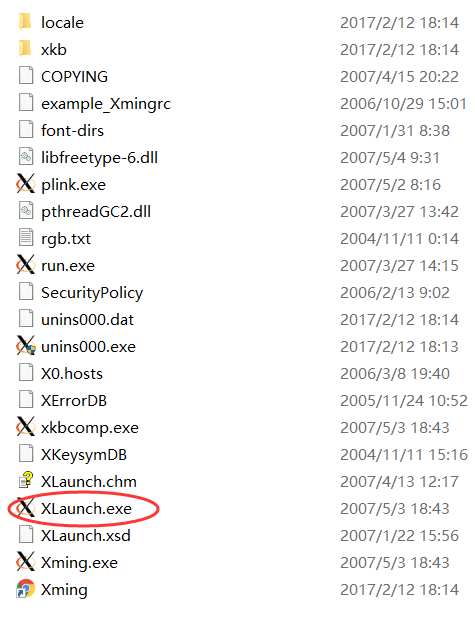 locale 2017/2/12 18:14
xkb 2017/2/12 18:14
COPYING 2007/4/15 20:22
example_Xmingrc 2006/10/29 15:01
font-dirs 2007/1/31 8:38
libfreetype-6.dll 2007/5/4 9:31
plink.exe 2007/5/2 8:16
pthreadGC2.dll 2007/3/27 13:42
rgb.txt 2004/11/11 0:14
run.exe 2007/3/27 14:15
SecurityPolicy 2006/2/13 9:02
unins000.dat 2017/2/12 18:14
unins000.exe 2017/2/12 18:13
X0.hosts 2006/3/8 19:40
XErrorDB 2005/11/24 10:52
xkbcomp.exe 2007/5/3 18:43
XKeysymDB 2004/11/11 15:16
XLaunch.chm 2007/4/13 12:17
XLaunch.exe 2007/5/3 18:43
XLaunch.xsd 2007/1/22 15:56
Xming.exe 2007/5/3 18:43
Xming 2017/2/12 18:14